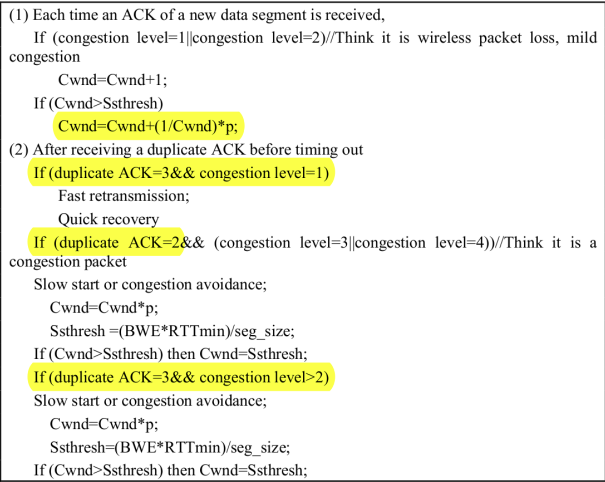 (1) Each time an ACK of a new data segment is received,
If (congestion level=1||congestion level=2)//Think it is wireless packet loss, mild
congestion
Cwnd=Cwnd+1;
If (Cwnd>Ssthresh)
Cwnd=Cwnd+(1/Cwnd)*p;
(2) After receiving a duplicate ACK before timing out
If (duplicate ACK=3&& congestion level=1)
Fast retransmission;
Quick recovery
If (duplicate ACK=2&& (congestion level=3||congestion level=4))//Think it is a
congestion packet
Slow start or congestion avoidance;
Cwnd=Cwnd*p;
Ssthresh =(BWE*RTTmin)/seg_size;
If (Cwnd>Ssthresh) then Cwnd=Ssthresh;
If (duplicate ACK=3&& congestion level>2)
Slow start or congestion avoidance;
Cwnd=Cwnd*p;
Ssthresh=(BWE*RTTmin)/seg_size;
If (Cwnd>Ssthresh) then Cwnd=Ssthresh;